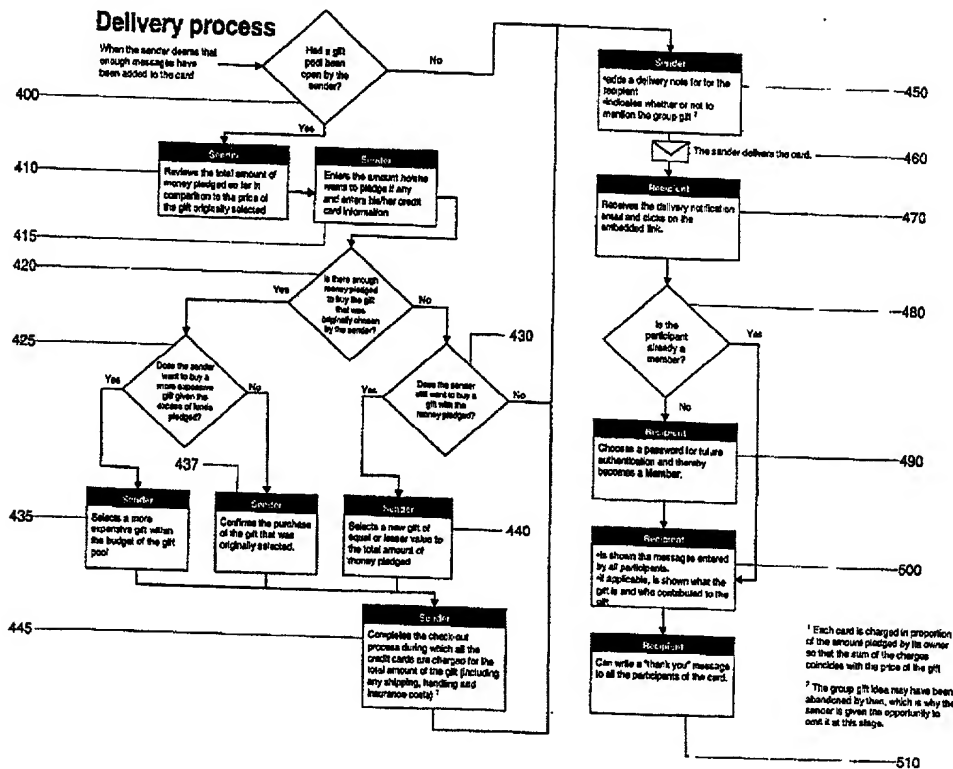 Delivery process
When the sender deems that
enough messages have
been added to the card
Had a gift
pool been
open by the
sender?
No
Yes
400
Sender
Reviews the total amount of
money pledged so far in
comparison to the price of
the gift originally selected
410
Sender
Enters the amount he/she
wants to pledge if any
and enters his/her credit
card information
415
420
Is there enough
money pledged
to buy the gift
that was
originally chosen
by the sender?
Yes
No
425
Does the sender
want to buy a
more expensive
gift given the
excess of funds
pledged?
Yes
No
430
Does the sender
still want to buy a
gift with the
money pledged?
Yes
No
437
435
Sender
Selects a more
expensive gift within
the budget of the gift
pool
Sender
Confirms the purchase
of the gift that was
originally selected.
Sender
Selects a new gift of
equal or lesser value to
the total amount of
money pledged
440
445
Sender
Completes the check-out
process during which all the
credit cards are charged for the
total amount of the gift (including
any shipping, handling and
insurance costs) 1
Sender
•adds a delivery note for for the
recipient
•indicates whether or not to
mention the group gift 2
450
The sender delivers the card.
460
Recipient
Receives the delivery notification
email and clicks on the
embedded link.
470
480
Is the
participant
already a
member?
Yes
No
Recipient
Chooses a password for future
authentication and thereby
becomes a Member.
490
Recipient
•is shown the messages entered
by all participants.
•if applicable, is shown what the
gift is and who contributed to the
gift
500
Recipient
Can write a "thank you" message
to all the participants of the card.
510
1 Each card is charged in proportion
of the amount pledged by its owner
so that the sum of the charges
coincides with the price of the gift
2 The group gift idea may have been
abandoned by then, which is why the
sender is given the opportunity to
omit it at this stage.